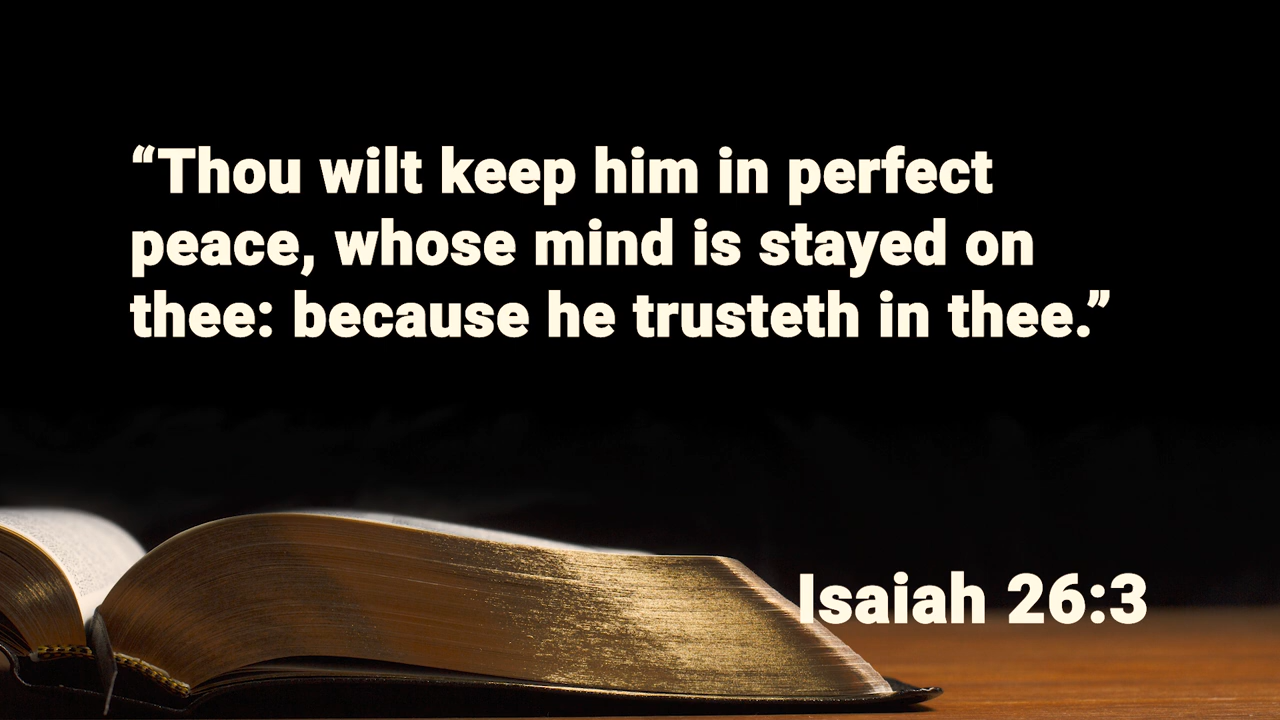 “Thou wilt keep him in perfect
peace, whose mind is stayed on
thee: because he trusteth in thee.”
Isaiah 26:3